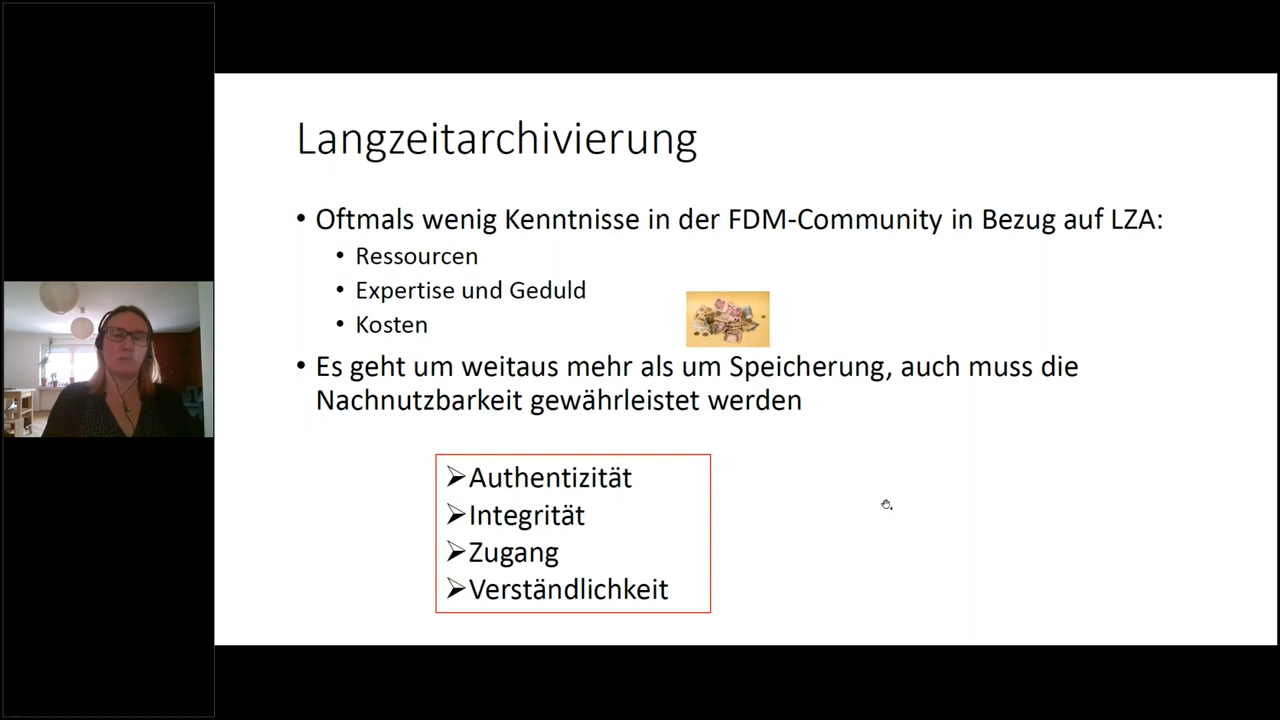 Langzeitarchivierung
• Oftmals wenig Kenntnisse in der FDM-Community in Bezug auf LZA:
• Ressourcen
• Expertise und Geduld
• Kosten
• Es geht um weitaus mehr als um Speicherung, auch muss die
Nachnutzbarkeit gewährleistet werden
➢Authentizität
➢Integrität
➢Zugang
➢Verständlichkeit